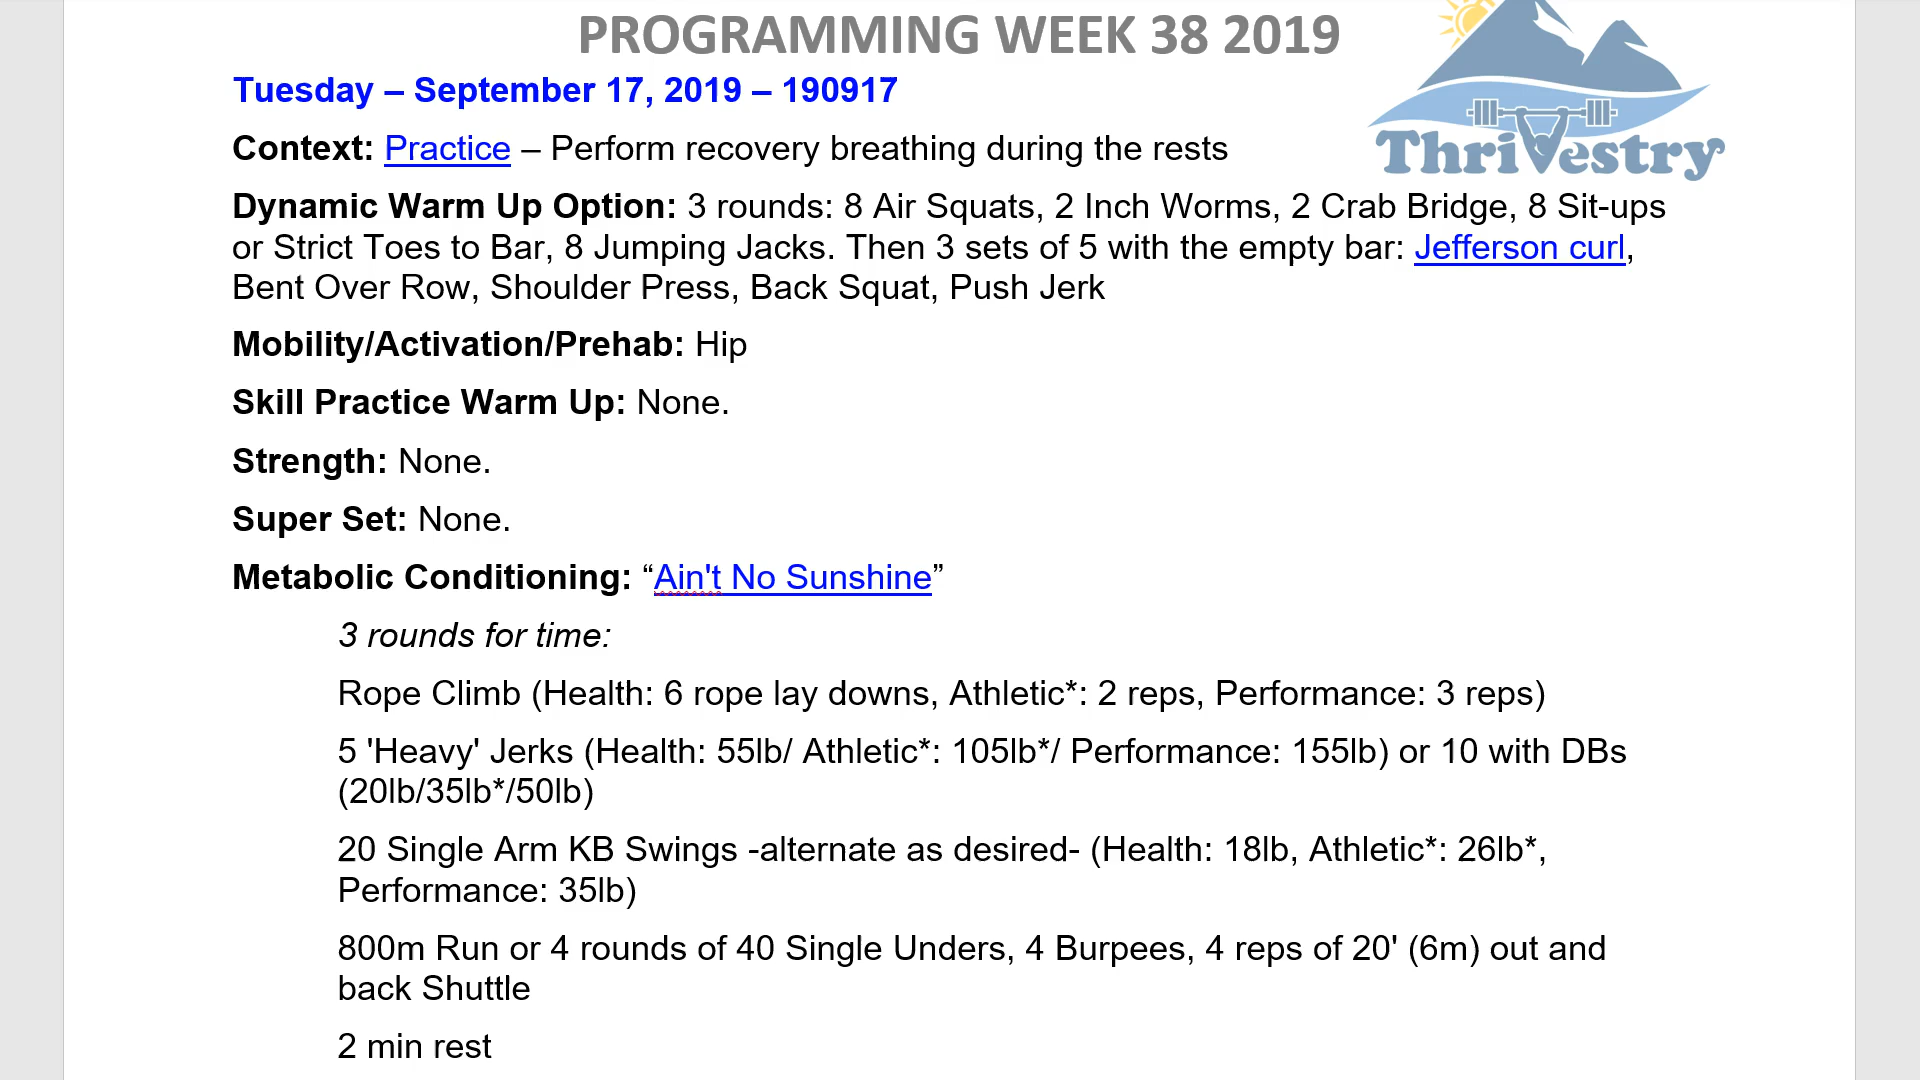 PROGRAMMING WEEK 38 2019
Tuesday – September 17, 2019 – 190917
ThriVestry
Context: Practice – Perform recovery breathing during the rests
Dynamic Warm Up Option: 3 rounds: 8 Air Squats, 2 Inch Worms, 2 Crab Bridge, 8 Sit-ups
or Strict Toes to Bar, 8 Jumping Jacks. Then 3 sets of 5 with the empty bar: Jefferson curl,
Bent Over Row, Shoulder Press, Back Squat, Push Jerk
Mobility/Activation/Prehab: Hip
Skill Practice Warm Up: None.
Strength: None.
Super Set: None.
Metabolic Conditioning: “Ain't No Sunshine”
3 rounds for time:
Rope Climb (Health: 6 rope lay downs, Athletic*: 2 reps, Performance: 3 reps)
5 'Heavy' Jerks (Health: 55lb/ Athletic*: 105lb*/ Performance: 155lb) or 10 with DBs
(20lb/35lb*/50lb)
20 Single Arm KB Swings -alternate as desired- (Health: 18lb, Athletic*: 26lb*,
Performance: 35lb)
800m Run or 4 rounds of 40 Single Unders, 4 Burpees, 4 reps of 20' (6m) out and
back Shuttle
2 min rest